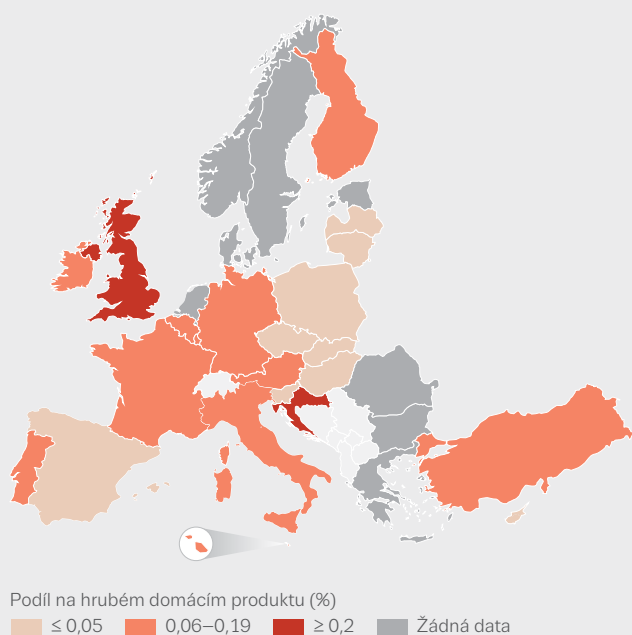 Podíl na hrubém domácím produktu (%)
≤ 0,05 0,06–0,19 ≥ 0,2 Žádná data